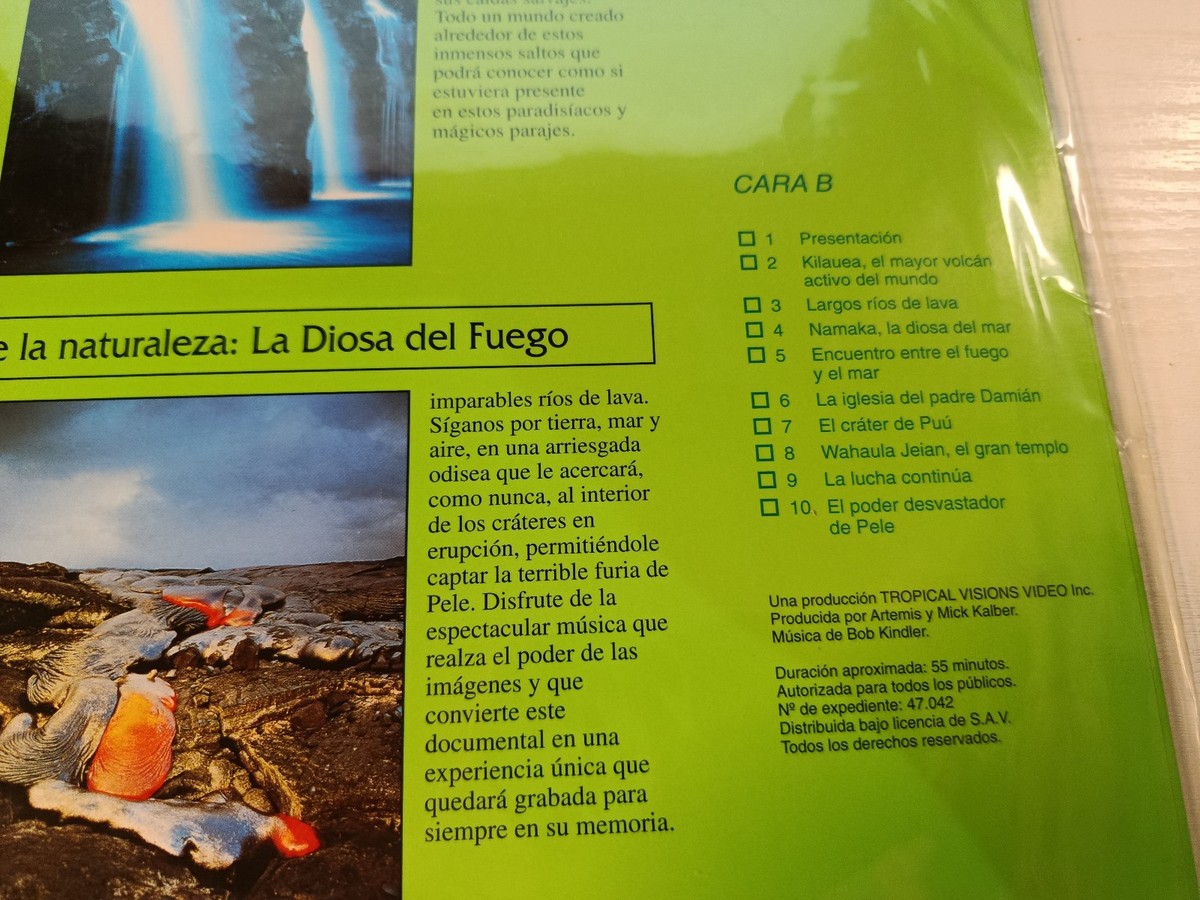 sus caídas salvajes.
Todo un mundo creado
alrededor de estos
inmensos saltos que
podrá conocer como si
estuviera presente
en estos paradisíacos y
mágicos parajes.
la naturaleza: La Diosa del Fuego
imparables ríos de lava.
Síganos por tierra, mar y
aire, en una arriesgada
odisea que le acercará,
como nunca, al interior
de los cráteres en
erupción, permitiéndole
captar la terrible furia de
Pele. Disfrute de la
espectacular música que
realza el poder de las
imágenes y que
convierte este
documental en una
experiencia única que
quedará grabada para
siempre en su memoria.
CARA B
1 Presentación
2 Kilauea, el mayor volcán
activo del mundo
3 Largos ríos de lava
4 Namaka, la diosa del mar
5 Encuentro entre el fuego
y el mar
6 La iglesia del padre Damián
7 El cráter de Puú
8 Wahaula Jeian, el gran templo
9 La lucha continúa
10, El poder desvastador
de Pele
Una producción TROPICAL VISIONS VIDEO Inc.
Producida por Artemis y Mick Kalber.
Música de Bob Kindler.
Duración aproximada: 55 minutos.
Autorizada para todos los públicos.
Nº de expediente: 47.042
Distribuida bajo licencia de S.A.V.
Todos los derechos reservados.